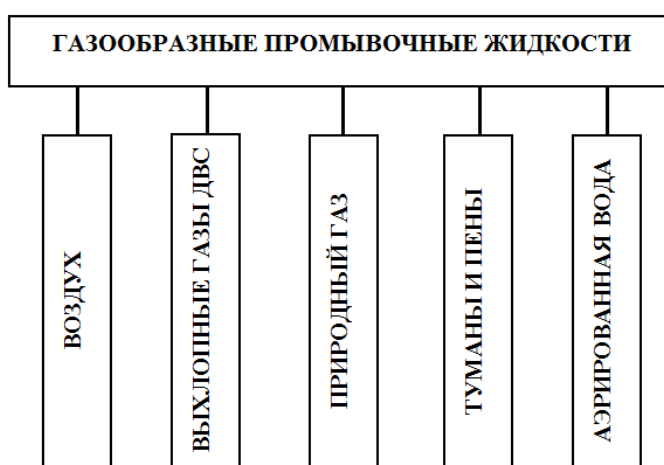 ГАЗООБРАЗНЫЕ ПРОМЫВОЧНЫЕ ЖИДКОСТИ
ВОЗДУХ
ВЫХЛОПНЫЕ ГАЗЫ ДВС
ПРИРОДНЫЙ ГАЗ
ТУМАНЫ И ПЕНЫ
АЭРИРОВАННАЯ ВОДА